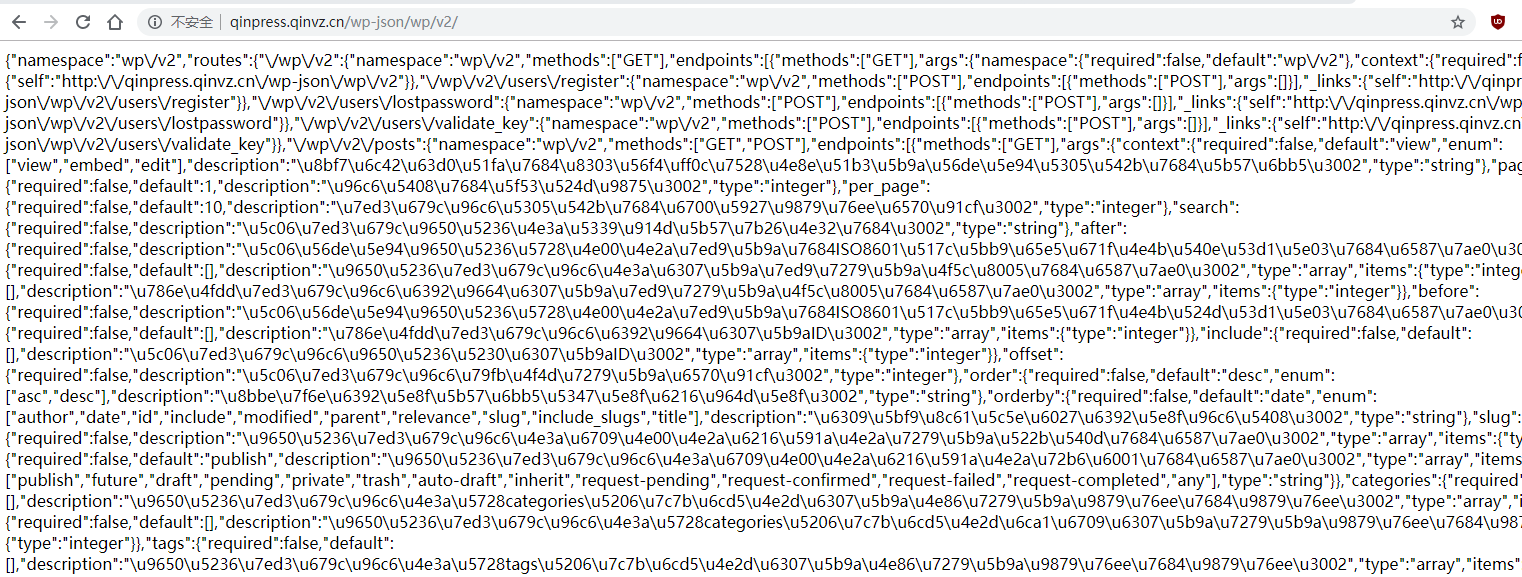 不安全 | qinpress.qinvz.cn/wp-json/wp/v2/
{"namespace":"wp\/v2","routes":{"\/wp\/v2":{"namespace":"wp\/v2","methods":["GET"],"endpoints":[{"methods":["GET"],"args":{"namespace":{"required":false,"default":"wp\/v2"},"context":{"required":f
{"self":"http:\/\/qinpress.qinvz.cn\/wp-json\/wp\/v2"}},"\/wp\/v2\/users\/register":{"namespace":"wp\/v2","methods":["POST"],"endpoints":[{"methods":["POST"],"args":[]}],"_links":{"self":"http:\/\/qinpr
json\/wp\/v2\/users\/register"}},"\/wp\/v2\/users\/lostpassword":{"namespace":"wp\/v2","methods":["POST"],"endpoints":[{"methods":["POST"],"args":[]}],"_links":{"self":"http:\/\/qinpress.qinvz.cn\/wp
json\/wp\/v2\/users\/lostpassword"}},"\/wp\/v2\/users\/validate_key":{"namespace":"wp\/v2","methods":["POST"],"endpoints":[{"methods":["POST"],"args":[]}],"_links":{"self":"http:\/\/qinpress.qinvz.cn
json\/wp\/v2\/users\/validate_key"}},"\/wp\/v2\/posts":{"namespace":"wp\/v2","methods":["GET","POST"],"endpoints":[{"methods":["GET"],"args":{"context":{"required":false,"default":"view","enum":
["view","embed","edit"],"description":"\u8bf7\u6c42\u63d0\u51fa\u7684\u8303\u56f4\uff0c\u7528\u4e8e\u51b3\u5b9a\u56de\u5e94\u5305\u542b\u7684\u5b57\u6bb5\u3002","type":"string"},"pag
{"required":false,"default":1,"description":"\u96c6\u5408\u7684\u5f53\u524d\u9875\u3002","type":"integer"},"per_page":
{"required":false,"default":10,"description":"\u7ed3\u679c\u96c6\u5305\u542b\u7684\u6700\u5927\u9879\u76ee\u6570\u91cf\u3002","type":"integer"},"search":
{"required":false,"description":"\u5c06\u7ed3\u679c\u9650\u5236\u4e3a\u5339\u914d\u5b57\u7b26\u4e32\u7684\u3002","type":"string"},"after":
{"required":false,"description":"\u5c06\u56de\u5e94\u9650\u5236\u5728\u4e00\u4e2a\u7ed9\u5b9a\u7684ISO8601\u517c\u5bb9\u65e5\u671f\u4e4b\u540e\u53d1\u5e03\u7684\u6587\u7ae0\u30
{"required":false,"default":[],"description":"\u9650\u5236\u7ed3\u679c\u96c6\u4e3a\u6307\u5b9a\u7ed9\u7279\u5b9a\u4f5c\u8005\u7684\u6587\u7ae0\u3002","type":"array","items":{"type":"intege
[],"description":"\u786e\u4fdd\u7ed3\u679c\u96c6\u6392\u9664\u6307\u5b9a\u7ed9\u7279\u5b9a\u4f5c\u8005\u7684\u6587\u7ae0\u3002","type":"array","items":{"type":"integer"}},"before":
{"required":false,"description":"\u5c06\u56de\u5e94\u9650\u5236\u5728\u4e00\u4e2a\u7ed9\u5b9a\u7684ISO8601\u517c\u5bb9\u65e5\u671f\u4e4b\u524d\u53d1\u5e03\u7684\u6587\u7ae0\u30
{"required":false,"default":[],"description":"\u786e\u4fdd\u7ed3\u679c\u96c6\u6392\u9664\u6307\u5b9aID\u3002","type":"array","items":{"type":"integer"}},"include":{"required":false,"default":
[],"description":"\u5c06\u7ed3\u679c\u96c6\u9650\u5236\u5230\u6307\u5b9aID\u3002","type":"array","items":{"type":"integer"}},"offset":
{"required":false,"description":"\u5c06\u7ed3\u679c\u96c6\u79fb\u4f4d\u7279\u5b9a\u6570\u91cf\u3002","type":"integer"},"order":{"required":false,"default":"desc","enum":
["asc","desc"],"description":"\u8bbe\u7f6e\u6392\u5e8f\u5b57\u6bb5\u5347\u5e8f\u6216\u964d\u5e8f\u3002","type":"string"},"orderby":{"required":false,"default":"date","enum":
["author","date","id","include","modified","parent","relevance","slug","include_slugs","title"],"description":"\u6309\u5bf9\u8c61\u5c5e\u6027\u6392\u5e8f\u96c6\u5408\u3002","type":"string"},"slug":
{"required":false,"description":"\u9650\u5236\u7ed3\u679c\u96c6\u4e3a\u6709\u4e00\u4e2a\u6216\u591a\u4e2a\u7279\u5b9a\u522b\u540d\u7684\u6587\u7ae0\u3002","type":"array","items":{"ty
{"required":false,"default":"publish","description":"\u9650\u5236\u7ed3\u679c\u96c6\u4e3a\u6709\u4e00\u4e2a\u6216\u591a\u4e2a\u72b6\u6001\u7684\u6587\u7ae0\u3002","type":"array","items
["publish","future","draft","pending","private","trash","auto-draft","inherit","request-pending","request-confirmed","request-failed","request-completed","any"],"type":"string"}},"categories":{"required"
[],"description":"\u9650\u5236\u7ed3\u679c\u96c6\u4e3a\u5728categories\u5206\u7c7b\u6cd5\u4e2d\u6307\u5b9a\u4e86\u7279\u5b9a\u9879\u76ee\u7684\u9879\u76ee\u3002","type":"array","i
{"required":false,"default":[],"description":"\u9650\u5236\u7ed3\u679c\u96c6\u4e3a\u5728categories\u5206\u7c7b\u6cd5\u4e2d\u6ca1\u6709\u6307\u5b9a\u7279\u5b9a\u9879\u76ee\u7684\u987
{"type":"integer"}},"tags":{"required":false,"default":
[],"description":"\u9650\u5236\u7ed3\u679c\u96c6\u4e3a\u5728tags\u5206\u7c7b\u6cd5\u4e2d\u6307\u5b9a\u4e86\u7279\u5b9a\u9879\u76ee\u7684\u9879\u76ee\u3002","type":"array","items"